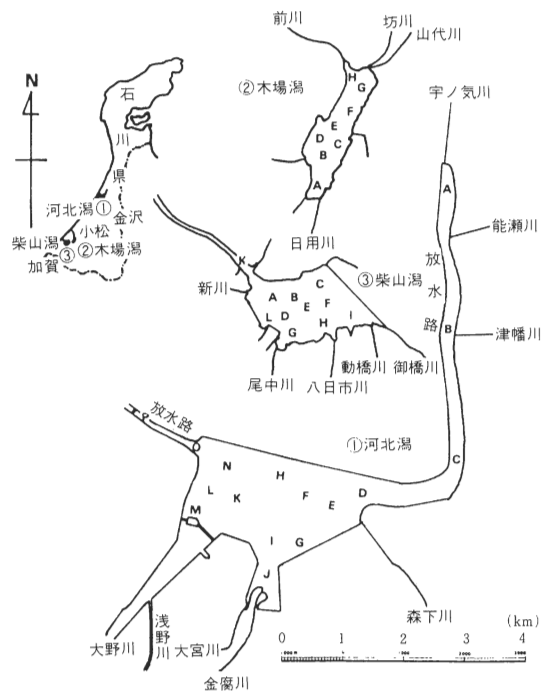 N
石
川
県
河北潟①
金沢
小松
柴山潟
③
②木場潟
加賀
前川
坊川
山代川
②木場潟
H
G
F
E
D
C
B
A
日用川
宇ノ気川
A
能瀬川
放
水
路
B
津幡川
C
K
新川
③柴山潟
A
B
C
E
F
L
D
G
H
I
尾中川
八日市川
動橋川
御橋川
放水路
①河北潟
N
H
L
K
F
E
D
M
I
G
J
大野川
浅
野
川
大宮川
金腐川
森下川
0
1
2
3
4
(km)